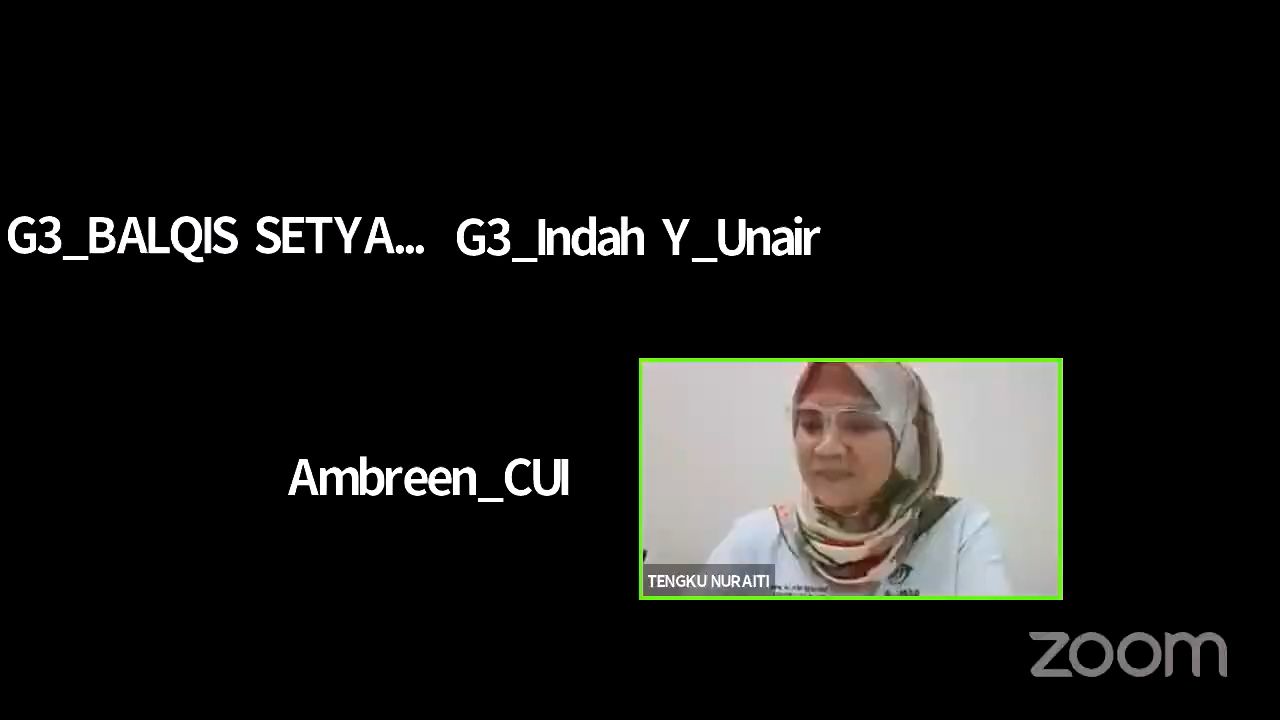 G3_BALQIS SETYA...
G3_Indah Y_Unair
Ambreen_CUI
TENGKU NURAITI
zoom